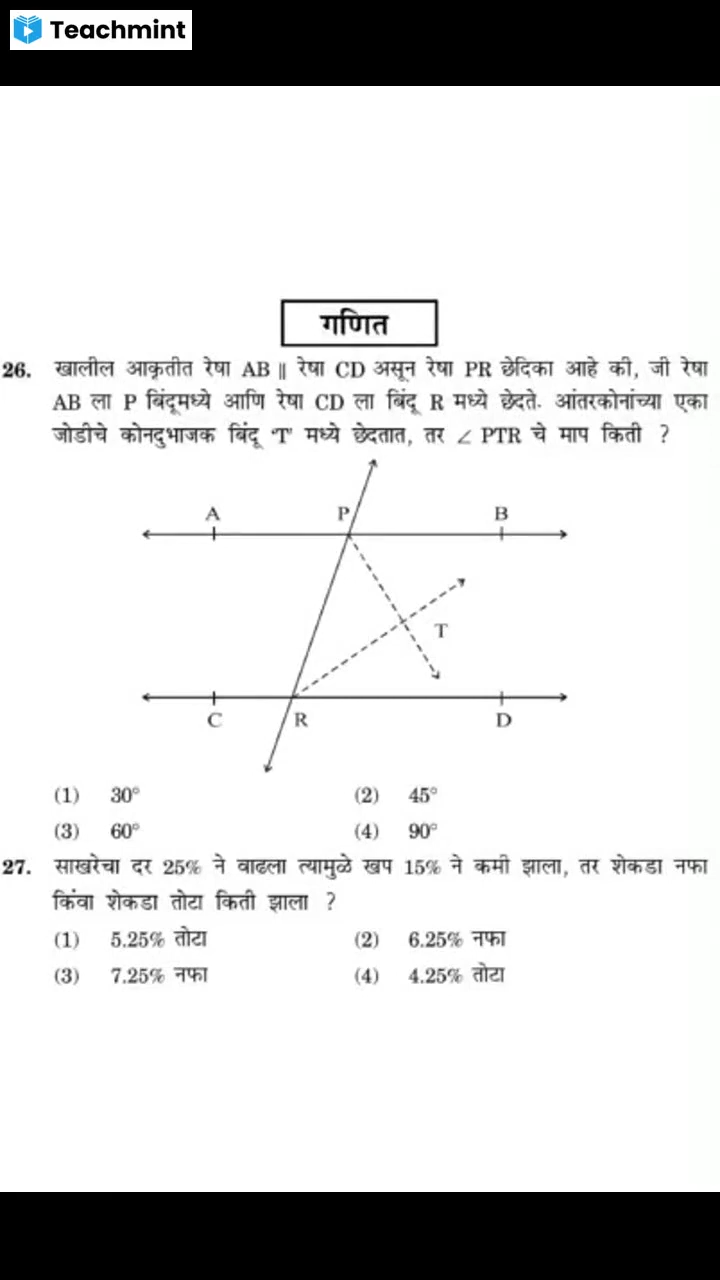 Teachmint
गणित
26. खालील आकृतीत रेषा AB || रेषा CD असून रेषा PR छेदिका आहे की, जी रेषा
AB ला P बिंदूमध्ये आणि रेषा CD ला बिंदू R मध्ये छेदते. आंतरकोनांच्या एका
जोडीचे कोनदुभाजक बिंदू 'T' मध्ये छेदतात, तर ∠ PTR चे माप किती ?
A P B
T
C R D
(1) 30° (2) 45°
(3) 60° (4) 90°
27. साखरेचा दर 25% ने वाढला त्यामुळे खप 15% ने कमी झाला, तर शेकडा नफा
किंवा शेकडा तोटा किती झाला ?
(1) 5.25% तोटा (2) 6.25% नफा
(3) 7.25% नफा (4) 4.25% तोटा